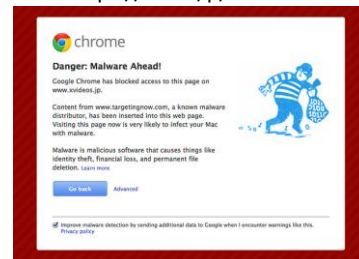 chrome
Danger: Malware Ahead!
Google Chrome has blocked access to this page on
www.xvideos.jp.
Content from www.targetingnow.com, a known malware
distributor, has been inserted into this web page.
Visiting this page now is very likely to infect your Mac
with malware.
Malware is malicious software that causes things like
identity theft, financial loss, and permanent file
deletion. Learn more
Go back
Advanced
Improve malware detection by sending additional data to Google when I encounter warnings like this.
Privacy policy